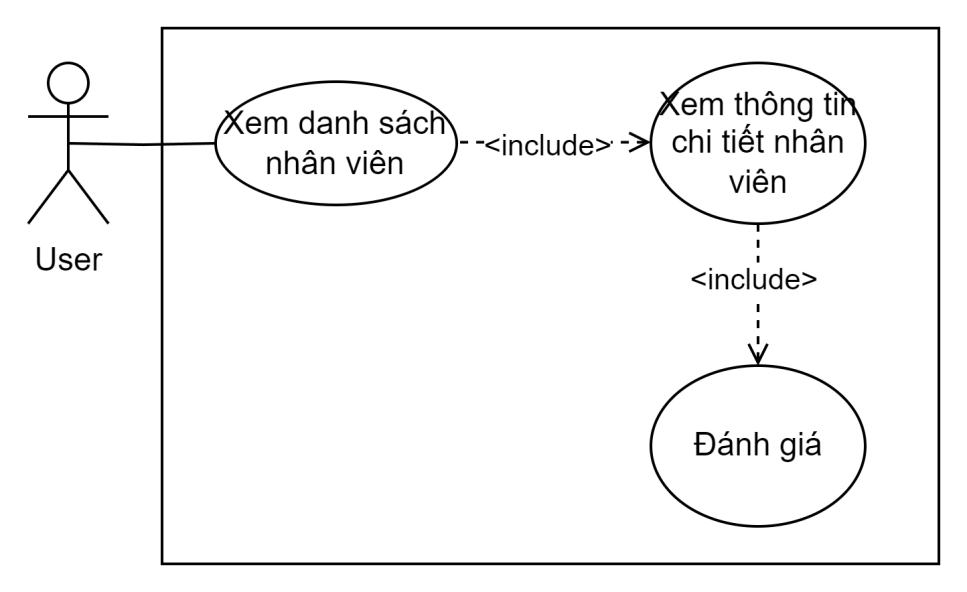 Xem danh sách
nhân viên
<include>
Xem thông tin
chi tiết nhân
viên
User
<include>
Đánh giá